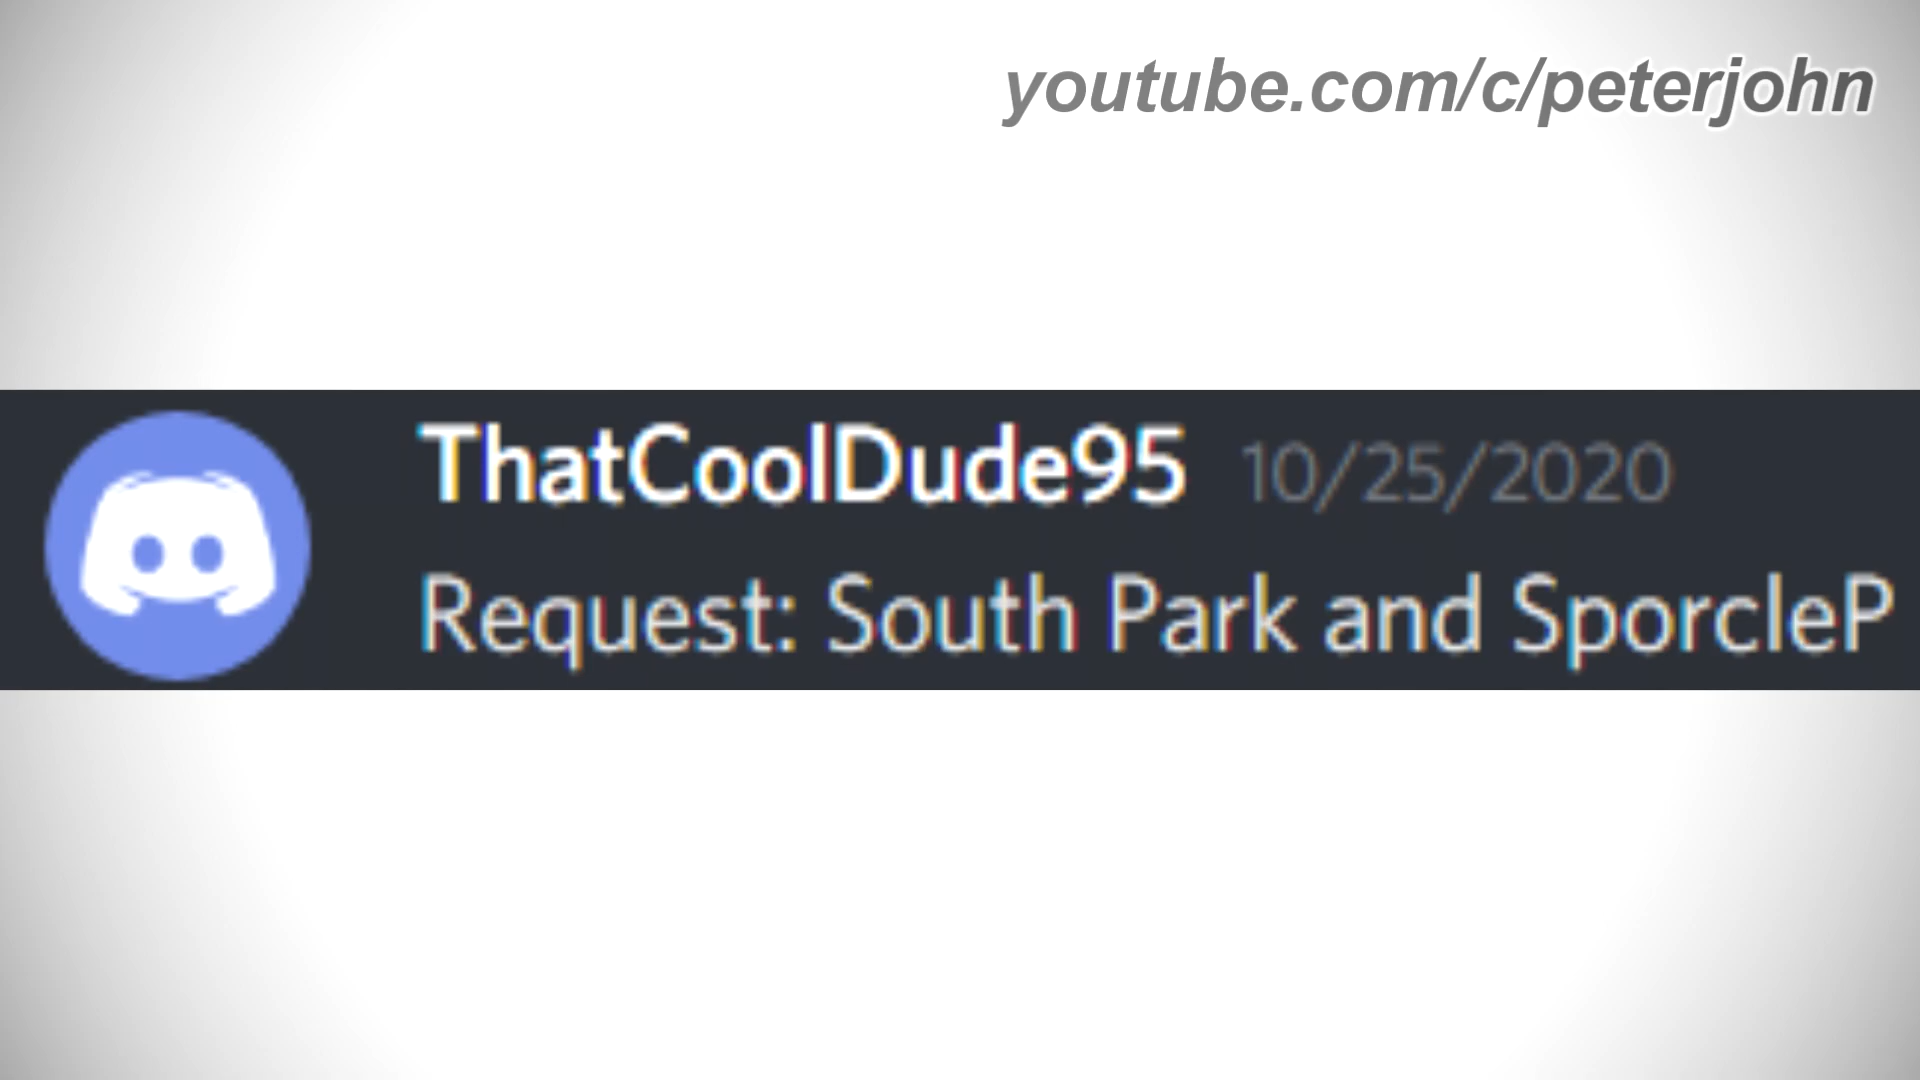 youtube.com/c/peterjohn
ThatCoolDude95 10/25/2020
Request: South Park and SporcleP